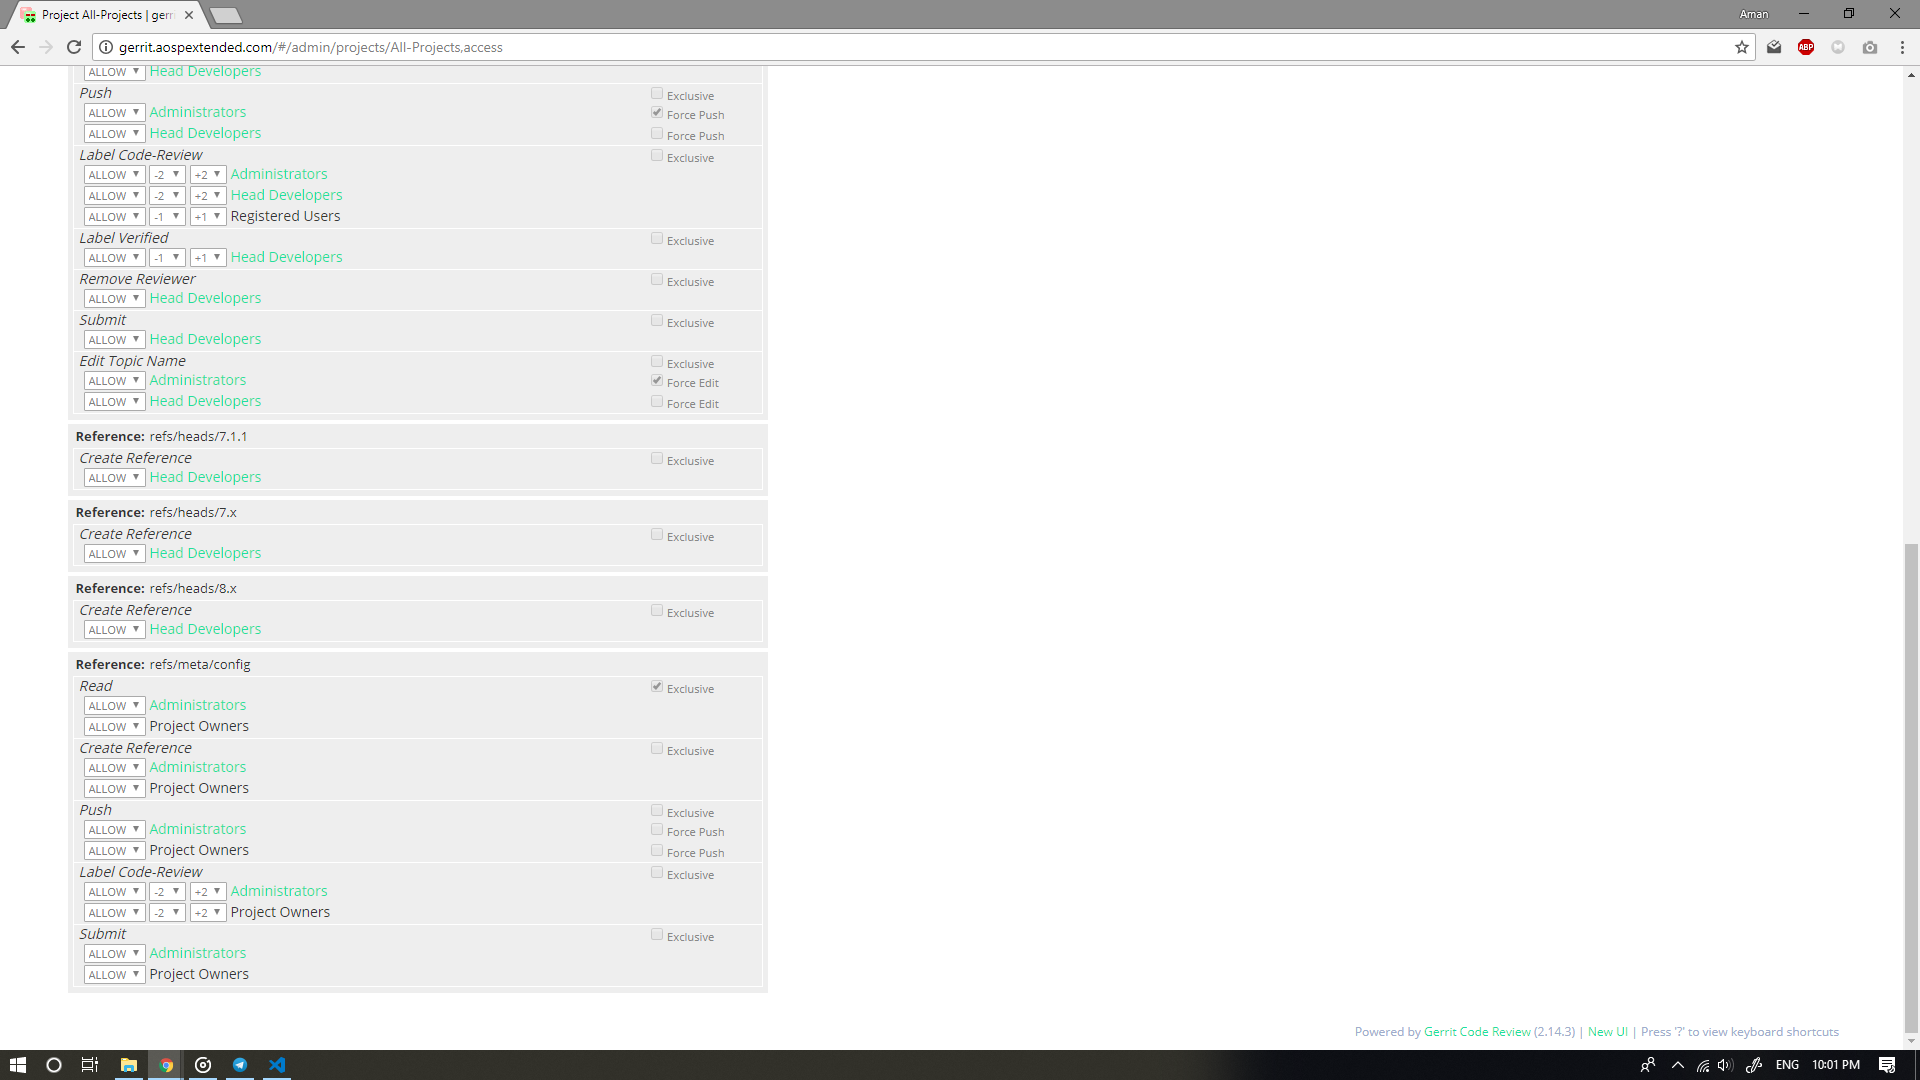 Project All-Projects | gerr
Aman
gerrit.aospextended.com/#/admin/projects/All-Projects,access
ABP
ALLOW Head Developers
Push Exclusive
ALLOW Administrators Force Push
ALLOW Head Developers Force Push
Label Code-Review Exclusive
ALLOW -2 +2 Administrators
ALLOW -2 +2 Head Developers
ALLOW -1 +1 Registered Users
Label Verified Exclusive
ALLOW -1 +1 Head Developers
Remove Reviewer Exclusive
ALLOW Head Developers
Submit Exclusive
ALLOW Head Developers
Edit Topic Name Exclusive
ALLOW Administrators Force Edit
ALLOW Head Developers Force Edit
Reference: refs/heads/7.1.1
Create Reference Exclusive
ALLOW Head Developers
Reference: refs/heads/7.x
Create Reference Exclusive
ALLOW Head Developers
Reference: refs/heads/8.x
Create Reference Exclusive
ALLOW Head Developers
Reference: refs/meta/config
Read Exclusive
ALLOW Administrators
ALLOW Project Owners
Create Reference Exclusive
ALLOW Administrators
ALLOW Project Owners
Push Exclusive
ALLOW Administrators Force Push
ALLOW Project Owners Force Push
Label Code-Review Exclusive
ALLOW -2 +2 Administrators
ALLOW -2 +2 Project Owners
Submit Exclusive
ALLOW Administrators
ALLOW Project Owners
Powered by Gerrit Code Review (2.14.3) | New UI | Press '?' to view keyboard shortcuts
ENG 10:01 PM